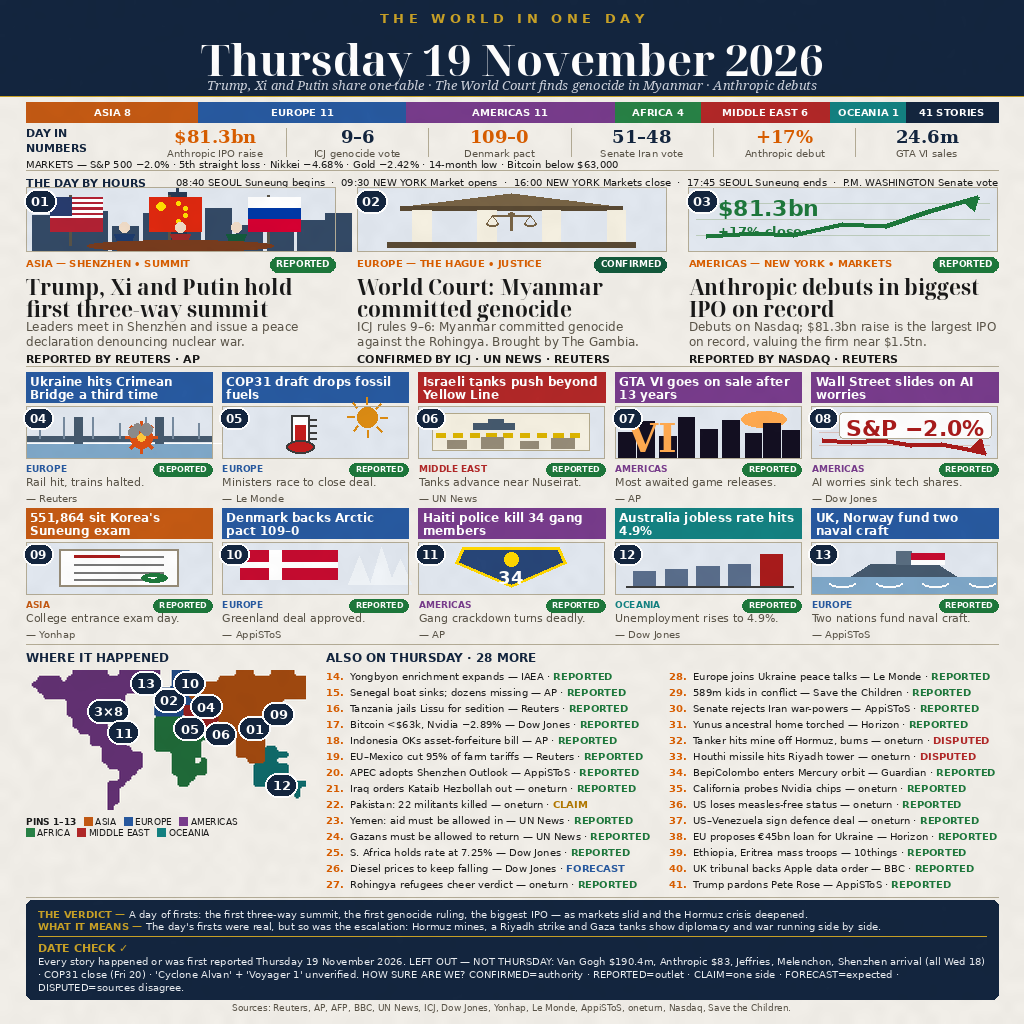 THE WORLD IN ONE DAY
Thursday 19 November 2026
Trump, Xi and Putin share one table · The World Court finds genocide in Myanmar · Anthropic debuts
ASIA 8 EUROPE 11 AMERICAS 11 AFRICA 4 MIDDLE EAST 6 OCEANIA 1 41 STORIES
DAY IN NUMBERS
$81.3bn 9–6 109–0 51–48 +17% 24.6m
Anthropic IPO raise ICJ genocide vote Denmark pact Senate Iran vote Anthropic debut GTA VI sales
MARKETS — S&P 500 −2.0% · 5th straight loss · Nikkei −4.68% · Gold −2.42% · 14-month low · Bitcoin below $63,000
THE DAY BY HOURS 08:40 SEOUL Suneung begins · 09:30 NEW YORK Market opens · 16:00 NEW YORK Markets close · 17:45 SEOUL Suneung ends · P.M. WASHINGTON Senate vote
01
ASIA — SHENZHEN • SUMMIT REPORTED
Trump, Xi and Putin hold
first three-way summit
Leaders meet in Shenzhen and issue a peace
declaration denouncing nuclear war.
REPORTED BY REUTERS · AP
02
EUROPE — THE HAGUE • JUSTICE CONFIRMED
World Court: Myanmar
committed genocide
ICJ rules 9–6: Myanmar committed genocide
against the Rohingya. Brought by The Gambia.
CONFIRMED BY ICJ · UN NEWS · REUTERS
03
$81.3bn
+17% close
AMERICAS — NEW YORK • MARKETS REPORTED
Anthropic debuts in biggest
IPO on record
Debuts on Nasdaq; $81.3bn raise is the largest IPO
on record, valuing the firm near $1.5tn.
REPORTED BY NASDAQ · REUTERS
Ukraine hits Crimean
Bridge a third time
04
EUROPE REPORTED
Rail hit, trains halted.
— Reuters
COP31 draft drops fossil
fuels
05
EUROPE REPORTED
Ministers race to close deal.
— Le Monde
Israeli tanks push beyond
Yellow Line
06
MIDDLE EAST REPORTED
Tanks advance near Nuseirat.
— UN News
GTA VI goes on sale after
13 years
07
VI
AMERICAS REPORTED
Most awaited game releases.
— AP
Wall Street slides on AI
worries
08
S&P −2.0%
AMERICAS REPORTED
AI worries sink tech shares.
— Dow Jones
551,864 sit Korea's
Suneung exam
09
ASIA REPORTED
College entrance exam day.
— Yonhap
Denmark backs Arctic
pact 109–0
10
EUROPE REPORTED
Greenland deal approved.
— AppiSToS
Haiti police kill 34 gang
members
11
34
AMERICAS REPORTED
Gang crackdown turns deadly.
— AP
Australia jobless rate hits
4.9%
12
OCEANIA REPORTED
Unemployment rises to 4.9%.
— Dow Jones
UK, Norway fund two
naval craft
13
EUROPE REPORTED
Two nations fund naval craft.
— AppiSToS
WHERE IT HAPPENED
13 10
02 04
3×8 09
11 05 06 01
12
PINS 1–13 ASIA EUROPE AMERICAS
AFRICA MIDDLE EAST OCEANIA
ALSO ON THURSDAY · 28 MORE
14. Yongbyon enrichment expands — IAEA · REPORTED
15. Senegal boat sinks; dozens missing — AP · REPORTED
16. Tanzania jails Lissu for sedition — Reuters · REPORTED
17. Bitcoin <$63k, Nvidia −2.89% — Dow Jones · REPORTED
18. Indonesia OKs asset-forfeiture bill — AP · REPORTED
19. EU–Mexico cut 95% of farm tariffs — Reuters · REPORTED
20. APEC adopts Shenzhen Outlook — AppiSToS · REPORTED
21. Iraq orders Kataib Hezbollah out — oneturn · REPORTED
22. Pakistan: 22 militants killed — oneturn · CLAIM
23. Yemen: aid must be allowed in — UN News · REPORTED
24. Gazans must be allowed to return — UN News · REPORTED
25. S. Africa holds rate at 7.25% — Dow Jones · REPORTED
26. Diesel prices to keep falling — Dow Jones · FORECAST
27. Rohingya refugees cheer verdict — oneturn · REPORTED
28. Europe joins Ukraine peace talks — Le Monde · REPORTED
29. 589m kids in conflict — Save the Children · REPORTED
30. Senate rejects Iran war-powers — AppiSToS · REPORTED
31. Yunus ancestral home torched — Horizon · REPORTED
32. Tanker hits mine off Hormuz, burns — oneturn · DISPUTED
33. Houthi missile hits Riyadh tower — oneturn · DISPUTED
34. BepiColombo enters Mercury orbit — Guardian · REPORTED
35. California probes Nvidia chips — oneturn · REPORTED
36. US loses measles-free status — oneturn · REPORTED
37. US–Venezuela sign defence deal — oneturn · REPORTED
38. EU proposes €45bn loan for Ukraine — Horizon · REPORTED
39. Ethiopia, Eritrea mass troops — 10things · REPORTED
40. UK tribunal backs Apple data order — BBC · REPORTED
41. Trump pardons Pete Rose — AppiSToS · REPORTED
THE VERDICT — A day of firsts: the first three-way summit, the first genocide ruling, the biggest IPO — as markets slid and the Hormuz crisis deepened.
WHAT IT MEANS — The day's firsts were real, but so was the escalation: Hormuz mines, a Riyadh strike and Gaza tanks show diplomacy and war running side by side.
DATE CHECK ✓
Every story happened or was first reported Thursday 19 November 2026. LEFT OUT — NOT THURSDAY: Van Gogh $190.4m, Anthropic $83, Jeffries, Melenchon, Shenzhen arrival (all Wed 18)
· COP31 close (Fri 20) · 'Cyclone Alvan' + 'Voyager 1' unverified. HOW SURE ARE WE? CONFIRMED=authority · REPORTED=outlet · CLAIM=one side · FORECAST=expected ·
DISPUTED=sources disagree.
Sources: Reuters, AP, AFP, BBC, UN News, ICJ, Dow Jones, Yonhap, Le Monde, AppiSToS, oneturn, Nasdaq, Save the Children.